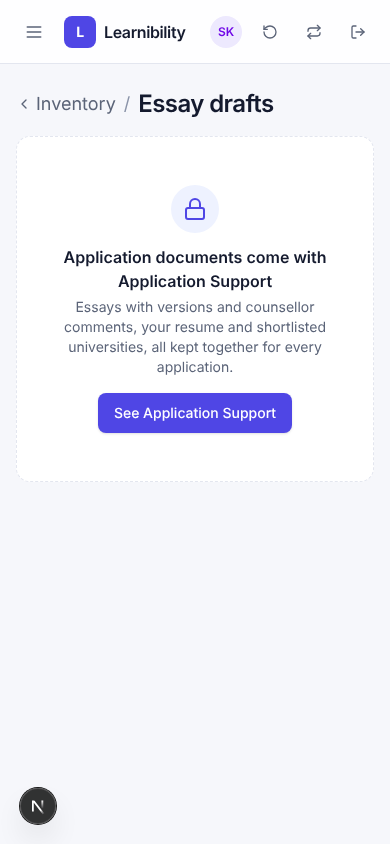 L Learnibility SK
Inventory / Essay drafts
Application documents come with
Application Support
Essays with versions and counsellor
comments, your resume and shortlisted
universities, all kept together for every
application.
See Application Support
N